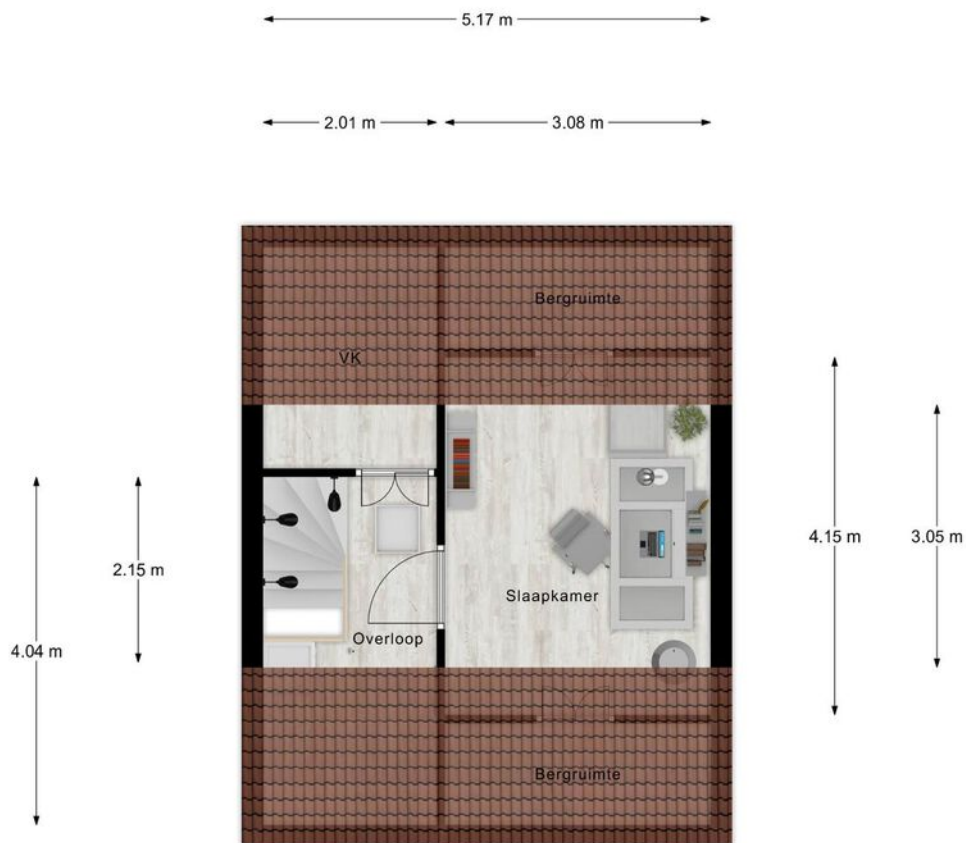 5.17 m
2.01 m
3.08 m
Bergruimte
VK
2.15 m
4.15 m
3.05 m
Slaapkamer
Overloop
4.04 m
Bergruimte